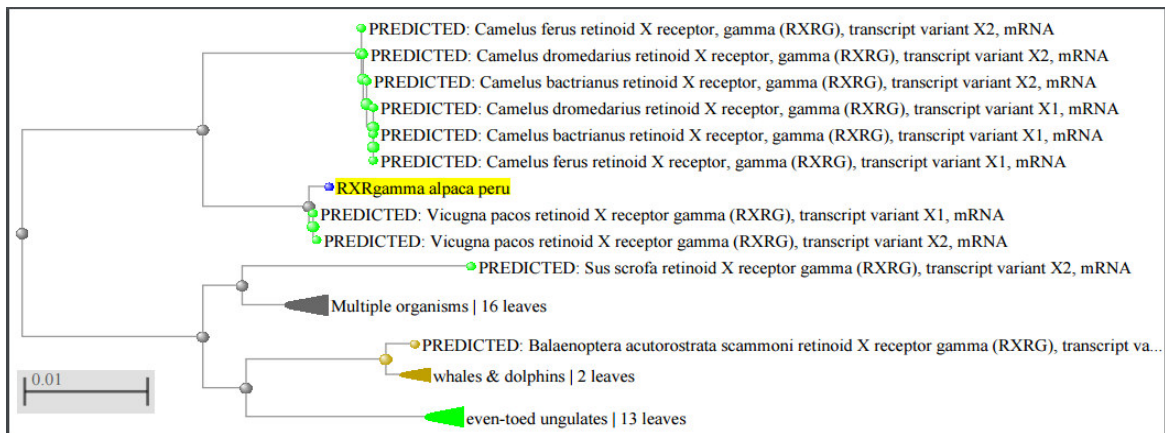 PREDICTED: Camelus ferus retinoid X receptor, gamma (RXRG), transcript variant X2, mRNA
PREDICTED: Camelus dromedarius retinoid X receptor, gamma (RXRG), transcript variant X2, mRNA
PREDICTED: Camelus bactrianus retinoid X receptor, gamma (RXRG), transcript variant X2, mRNA
PREDICTED: Camelus dromedarius retinoid X receptor, gamma (RXRG), transcript variant X1, mRNA
PREDICTED: Camelus bactrianus retinoid X receptor, gamma (RXRG), transcript variant X1, mRNA
PREDICTED: Camelus ferus retinoid X receptor, gamma (RXRG), transcript variant X1, mRNA
RXRgamma alpaca peru
PREDICTED: Vicugna pacos retinoid X receptor gamma (RXRG), transcript variant X1, mRNA
PREDICTED: Vicugna pacos retinoid X receptor gamma (RXRG), transcript variant X2, mRNA
PREDICTED: Sus scrofa retinoid X receptor gamma (RXRG), transcript variant X2, mRNA
Multiple organisms | 16 leaves
PREDICTED: Balaenoptera acutorostrata scammoni retinoid X receptor gamma (RXRG), transcript va...
whales & dolphins | 2 leaves
0.01
even-toed ungulates | 13 leaves